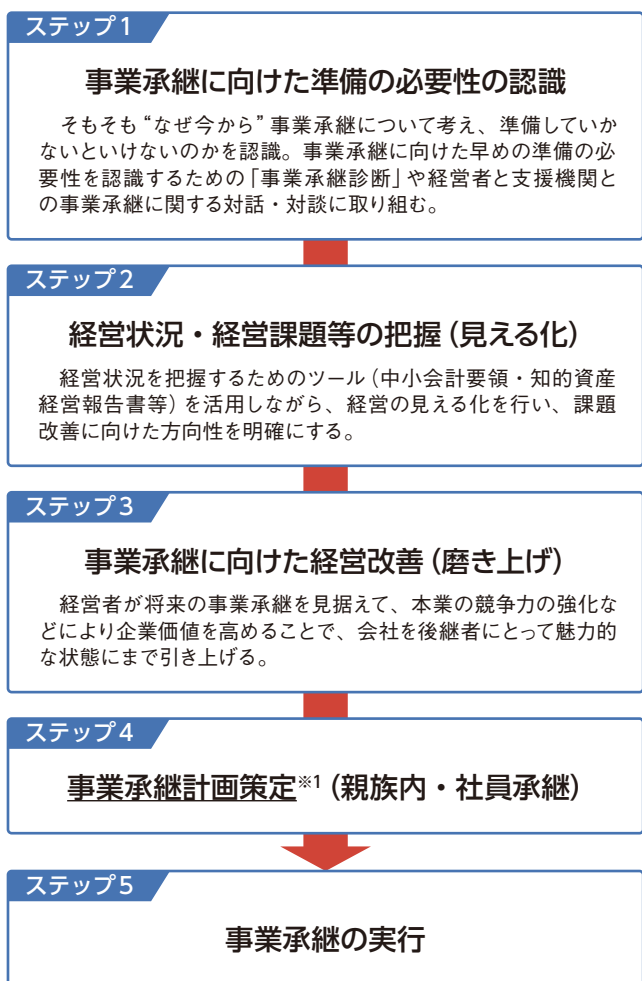 ステップ1
事業承継に向けた準備の必要性の認識
そもそも“なぜ今から”事業承継について考え、準備していか
ないといけないのかを認識。事業承継に向けた早めの準備の必
要性を認識するための「事業承継診断」や経営者と支援機関と
の事業承継に関する対話・対談に取り組む。
ステップ2
経営状況・経営課題等の把握(見える化)
経営状況を把握するためのツール(中小会計要領・知的資産
経営報告書等)を活用しながら、経営の見える化を行い、課題
改善に向けた方向性を明確にする。
ステップ3
事業承継に向けた経営改善(磨き上げ)
経営者が将来の事業承継を見据えて、本業の競争力の強化な
どにより企業価値を高めることで、会社を後継者にとって魅力的
な状態にまで引き上げる。
ステップ4
事業承継計画策定※1(親族内・社員承継)
ステップ5
事業承継の実行